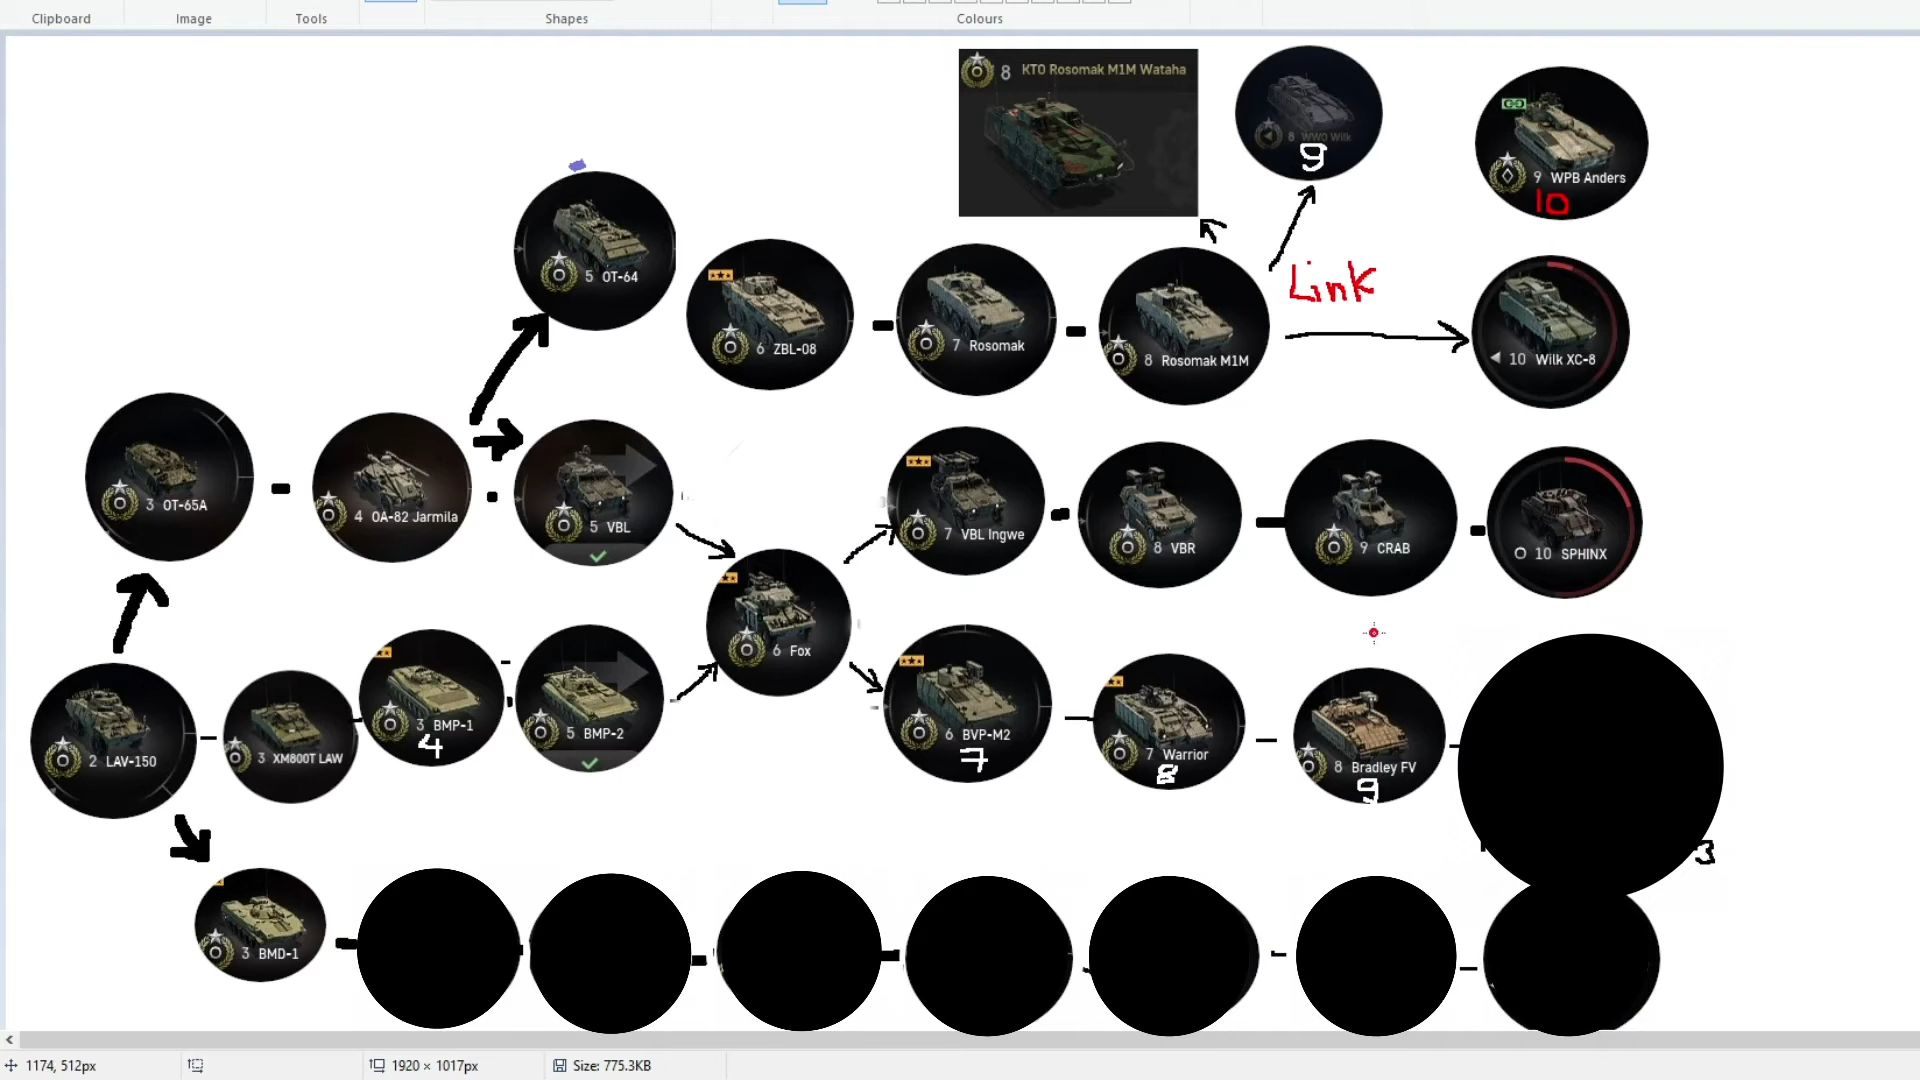 Clipboard
Image
Tools
Shapes
Colours
8 KTO Rosomak M1M Wataha
8 WWO Wilk
9
9 WPB Anders
10
5 OT-64
6 ZBL-08
7 Rosomak
8 Rosomak M1M
Link
10 Wilk XC-8
3 OT-65A
4 OA-82 Jarmila
5 VBL
7 VBL Ingwe
8 VBR
9 CRAB
10 SPHINX
6 Fox
2 LAV-150
3 XM800T LAW
3 BMP-1
4
5 BMP-2
6 BVP-M2
7
7 Warrior
8
8 Bradley FV
9
3
3 BMD-1
1174, 512px
1920 × 1017px
Size: 775.3KB